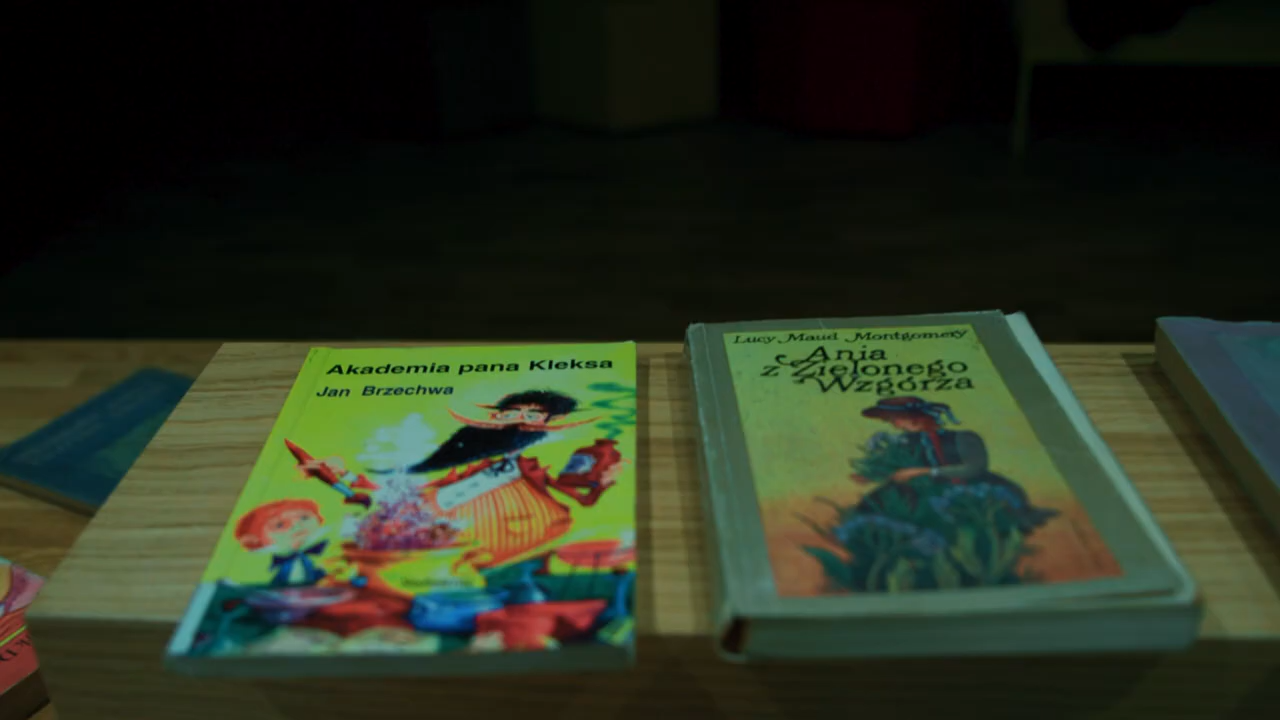 Akademia pana Kleksa
Jan Brzechwa
Lucy Maud Montgomery
Ania
z Zielonego
Wzgórza